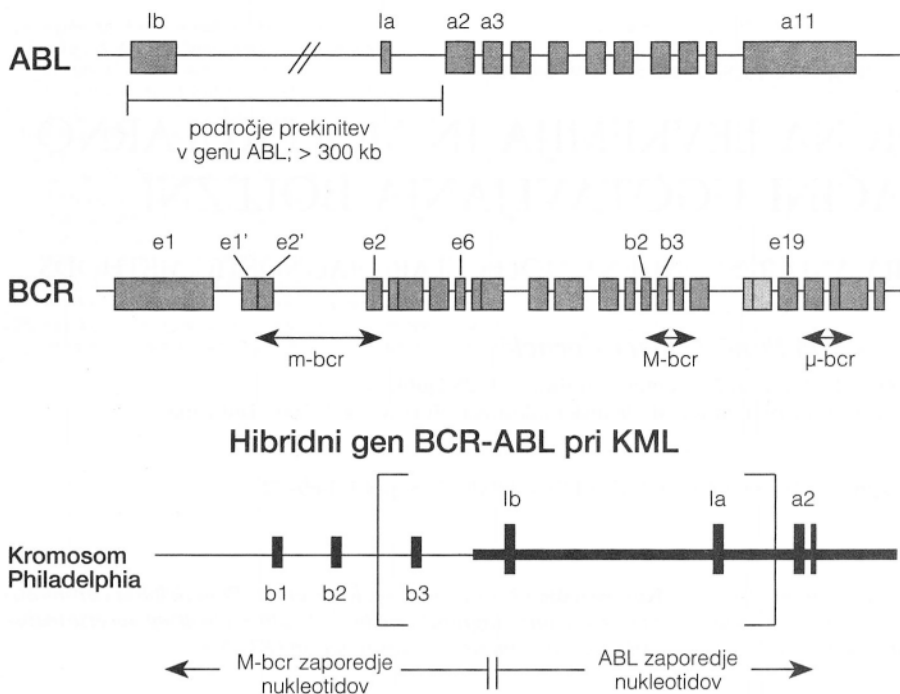 Ib Ia a2 a3 a11
ABL
področje prekinitev
v genu ABL; > 300 kb
e1 e1' e2' e2 e6 b2 b3 e19
BCR
m-bcr M-bcr µ-bcr
Hibridni gen BCR-ABL pri KML
Ib Ia a2
Kromosom
Philadelphia
b1 b2 b3
M-bcr zaporedje
nukleotidov
ABL zaporedje
nukleotidov